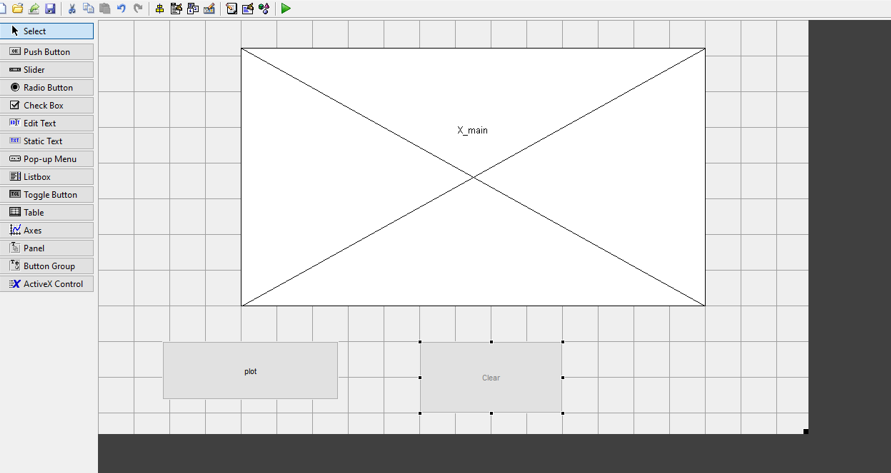 Select
Push Button
Slider
Radio Button
Check Box
Edit Text
Static Text
Pop-up Menu
Listbox
Toggle Button
Table
Axes
Panel
Button Group
ActiveX Control
X_main
plot
Clear